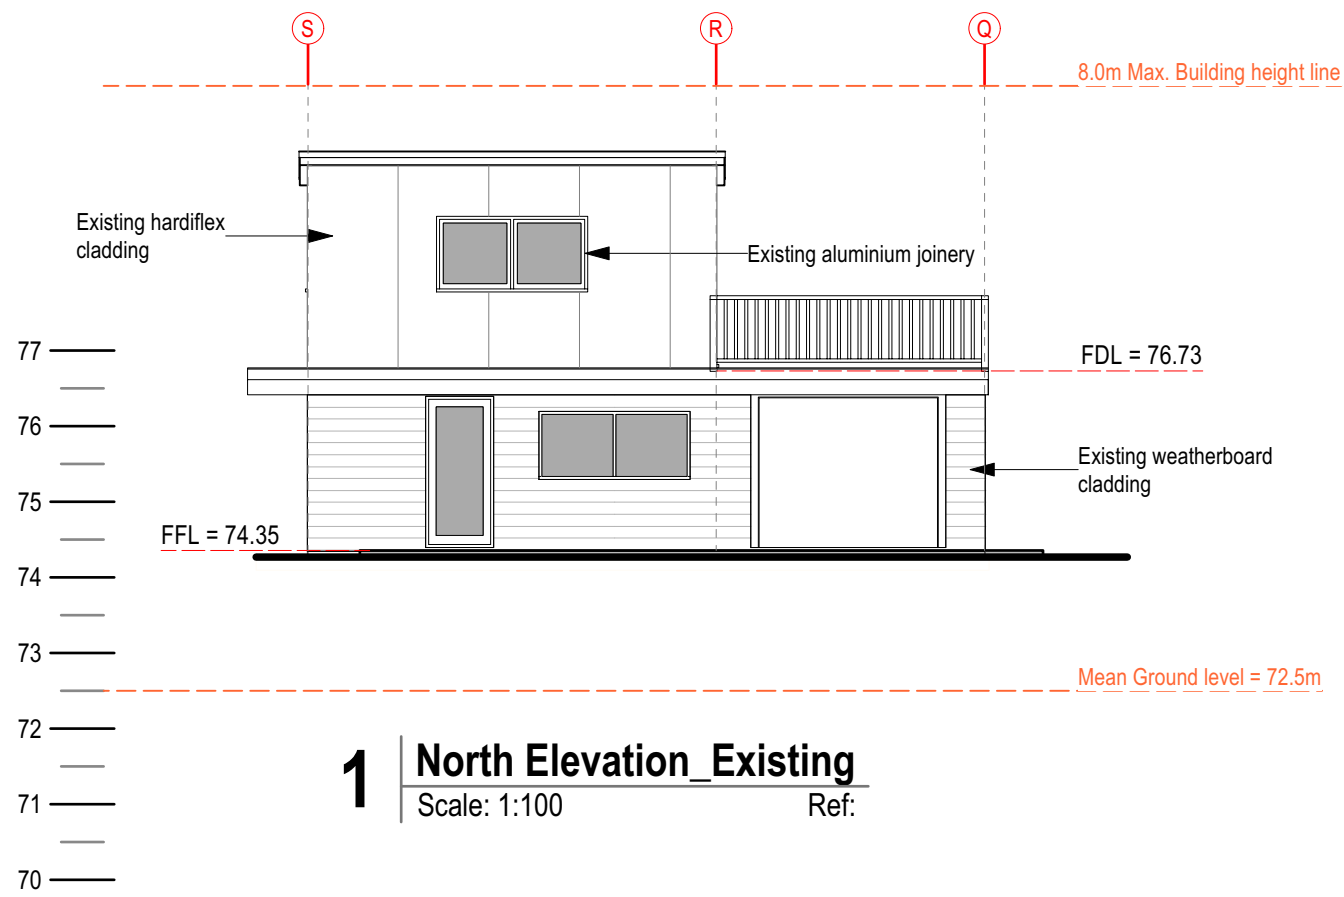 S
R
Q
8.0m Max. Building height line
Existing hardiflex
cladding
Existing aluminium joinery
77
FDL = 76.73
76
Existing weatherboard
cladding
75
FFL = 74.35
74
73
Mean Ground level = 72.5m
72
1
North Elevation_Existing
Scale: 1:100 Ref:
71
70